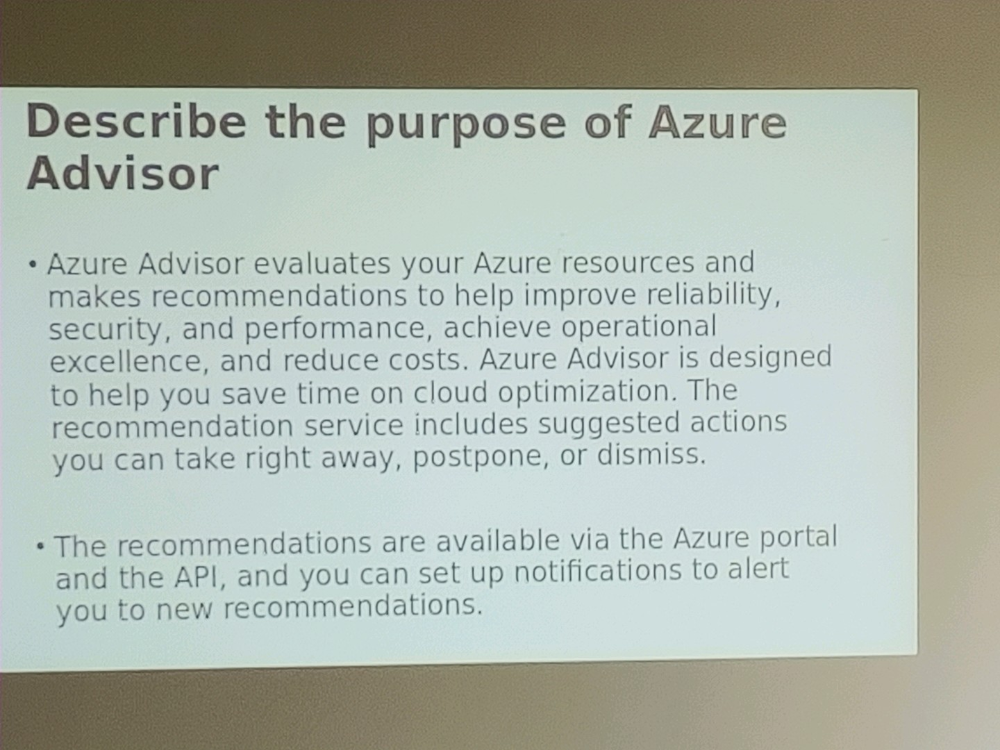 Describe the purpose of Azure
Advisor
• Azure Advisor evaluates your Azure resources and
makes recommendations to help improve reliability,
security, and performance, achieve operational
excellence, and reduce costs. Azure Advisor is designed
to help you save time on cloud optimization. The
recommendation service includes suggested actions
you can take right away, postpone, or dismiss.
• The recommendations are available via the Azure portal
and the API, and you can set up notifications to alert
you to new recommendations.